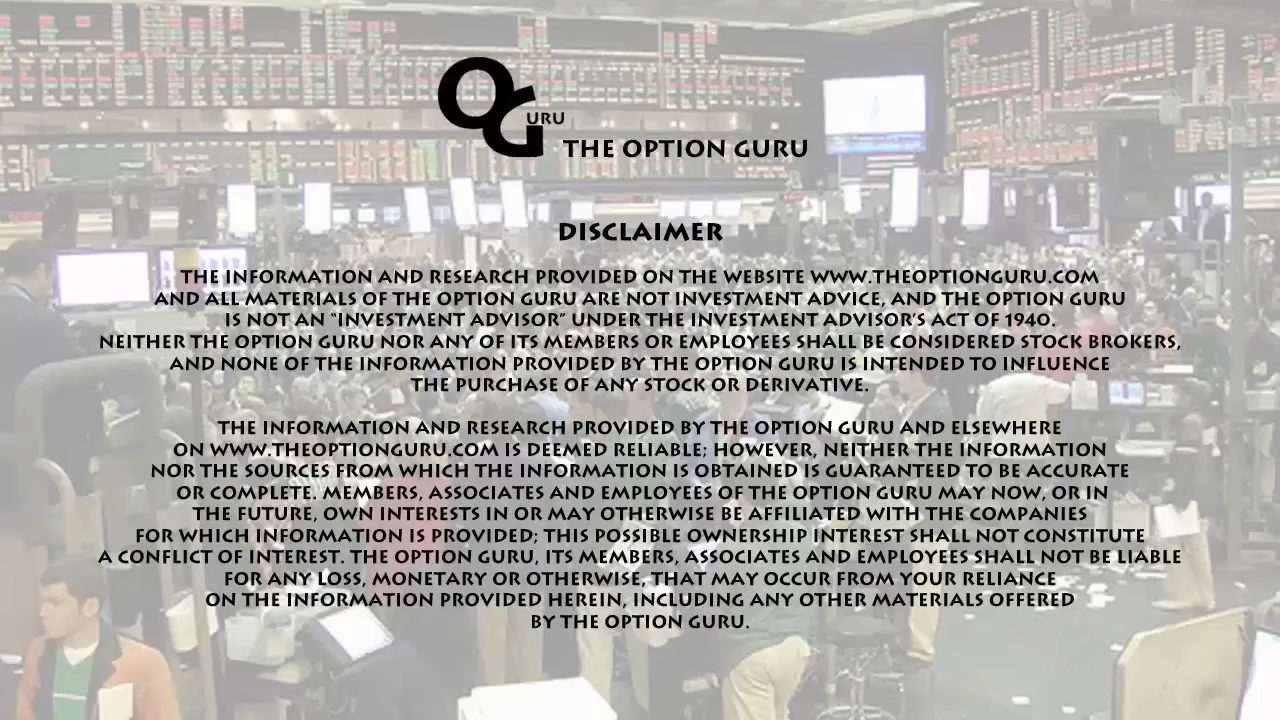 OG URU
THE OPTION GURU
DISCLAIMER
THE INFORMATION AND RESEARCH PROVIDED ON THE WEBSITE WWW.THEOPTIONGURU.COM
AND ALL MATERIALS OF THE OPTION GURU ARE NOT INVESTMENT ADVICE, AND THE OPTION GURU
IS NOT AN “INVESTMENT ADVISOR” UNDER THE INVESTMENT ADVISOR’S ACT OF 1940.
NEITHER THE OPTION GURU NOR ANY OF ITS MEMBERS OR EMPLOYEES SHALL BE CONSIDERED STOCK BROKERS,
AND NONE OF THE INFORMATION PROVIDED BY THE OPTION GURU IS INTENDED TO INFLUENCE
THE PURCHASE OF ANY STOCK OR DERIVATIVE.
THE INFORMATION AND RESEARCH PROVIDED BY THE OPTION GURU AND ELSEWHERE
ON WWW.THEOPTIONGURU.COM IS DEEMED RELIABLE; HOWEVER, NEITHER THE INFORMATION
NOR THE SOURCES FROM WHICH THE INFORMATION IS OBTAINED IS GUARANTEED TO BE ACCURATE
OR COMPLETE. MEMBERS, ASSOCIATES AND EMPLOYEES OF THE OPTION GURU MAY NOW, OR IN
THE FUTURE, OWN INTERESTS IN OR MAY OTHERWISE BE AFFILIATED WITH THE COMPANIES
FOR WHICH INFORMATION IS PROVIDED; THIS POSSIBLE OWNERSHIP INTEREST SHALL NOT CONSTITUTE
A CONFLICT OF INTEREST. THE OPTION GURU, ITS MEMBERS, ASSOCIATES AND EMPLOYEES SHALL NOT BE LIABLE
FOR ANY LOSS, MONETARY OR OTHERWISE, THAT MAY OCCUR FROM YOUR RELIANCE
ON THE INFORMATION PROVIDED HEREIN, INCLUDING ANY OTHER MATERIALS OFFERED
BY THE OPTION GURU.